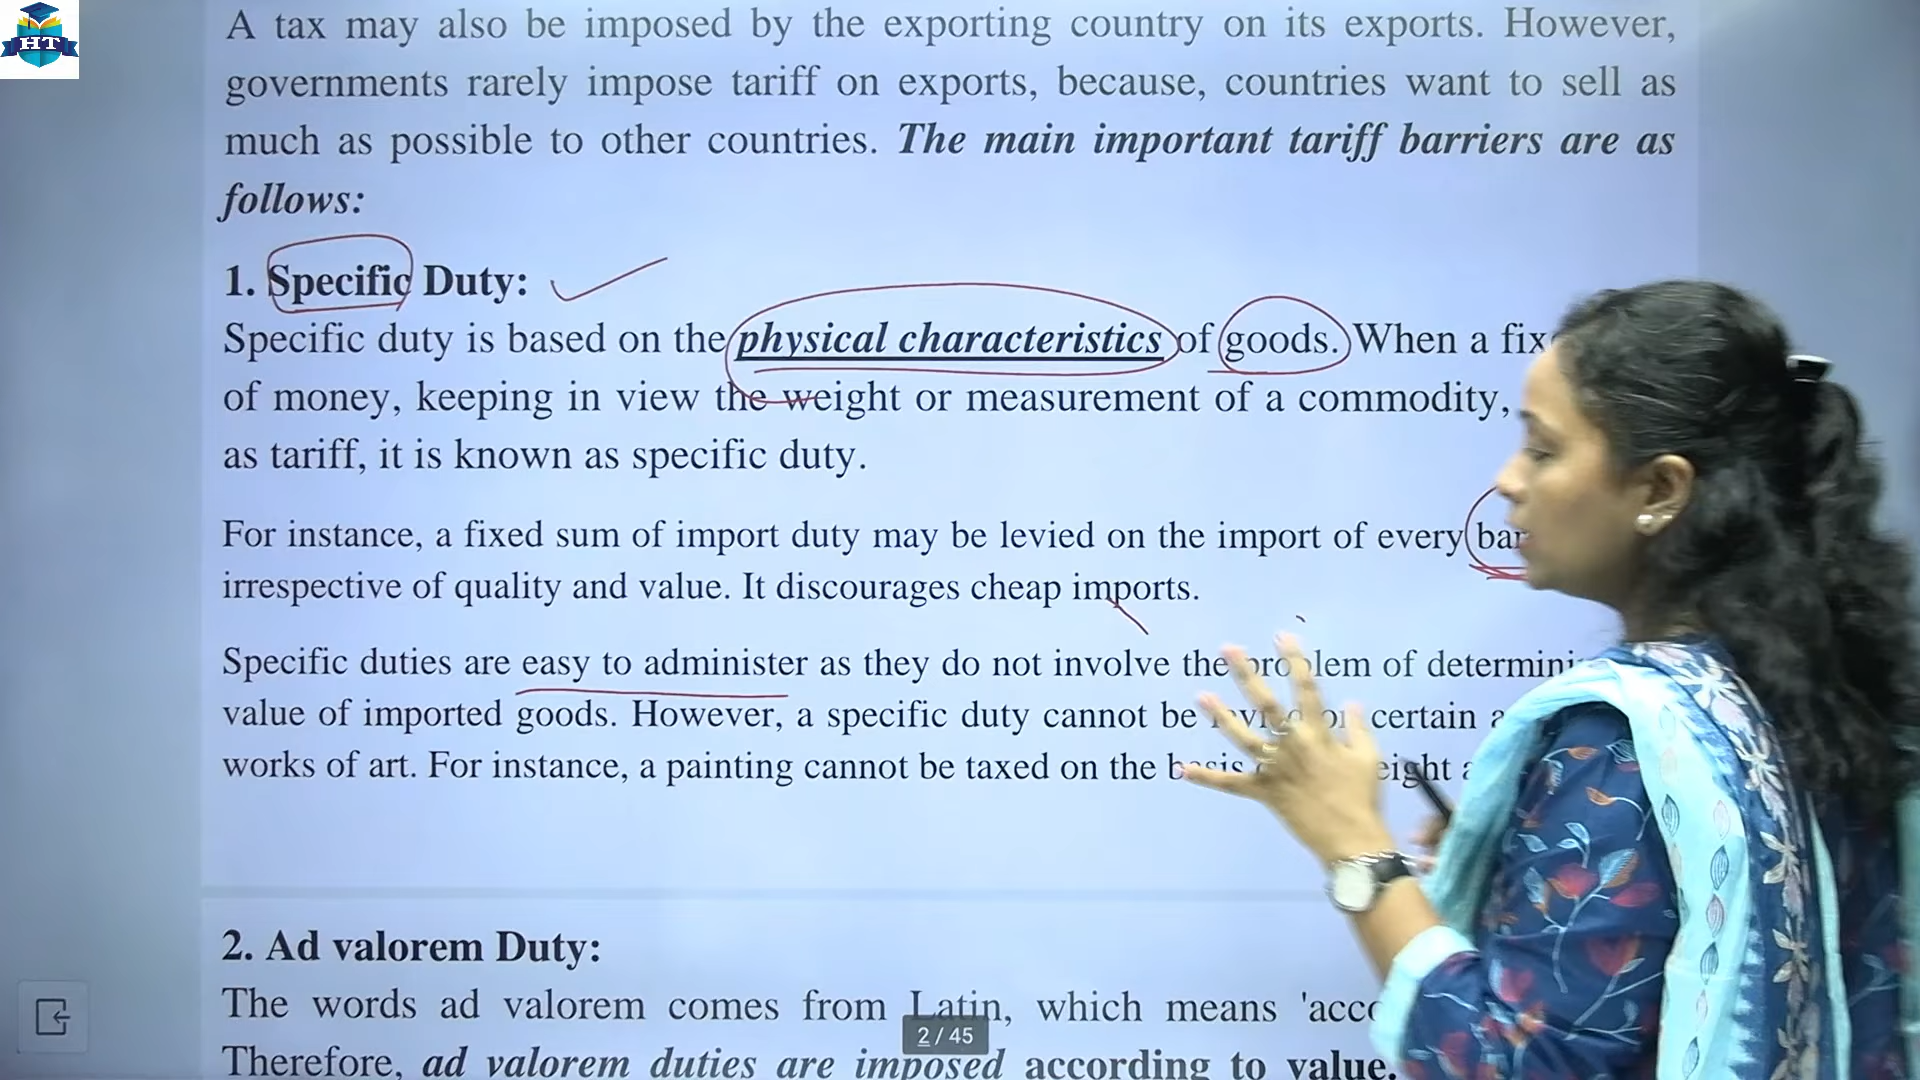 HT
A tax may also be imposed by the exporting country on its exports. However,
governments rarely impose tariff on exports, because, countries want to sell as
much as possible to other countries. The main important tariff barriers are as
follows:
1. Specific Duty:
Specific duty is based on the physical characteristics of goods. When a
of money, keeping in view the weight or measurement of a commodity,
as tariff, it is known as specific duty.
For instance, a fixed sum of import duty may be levied on the import of every
irrespective of quality and value. It discourages cheap imports.
Specific duties are easy to administer as they do not involve the problem of
value of imported goods. However, a specific duty cannot be certain
works of art. For instance, a painting cannot be taxed on the basis
2. Ad valorem Duty:
The words ad valorem comes from Latin, which means
2 / 45
Therefore, ad valorem duties are imposed according to value.